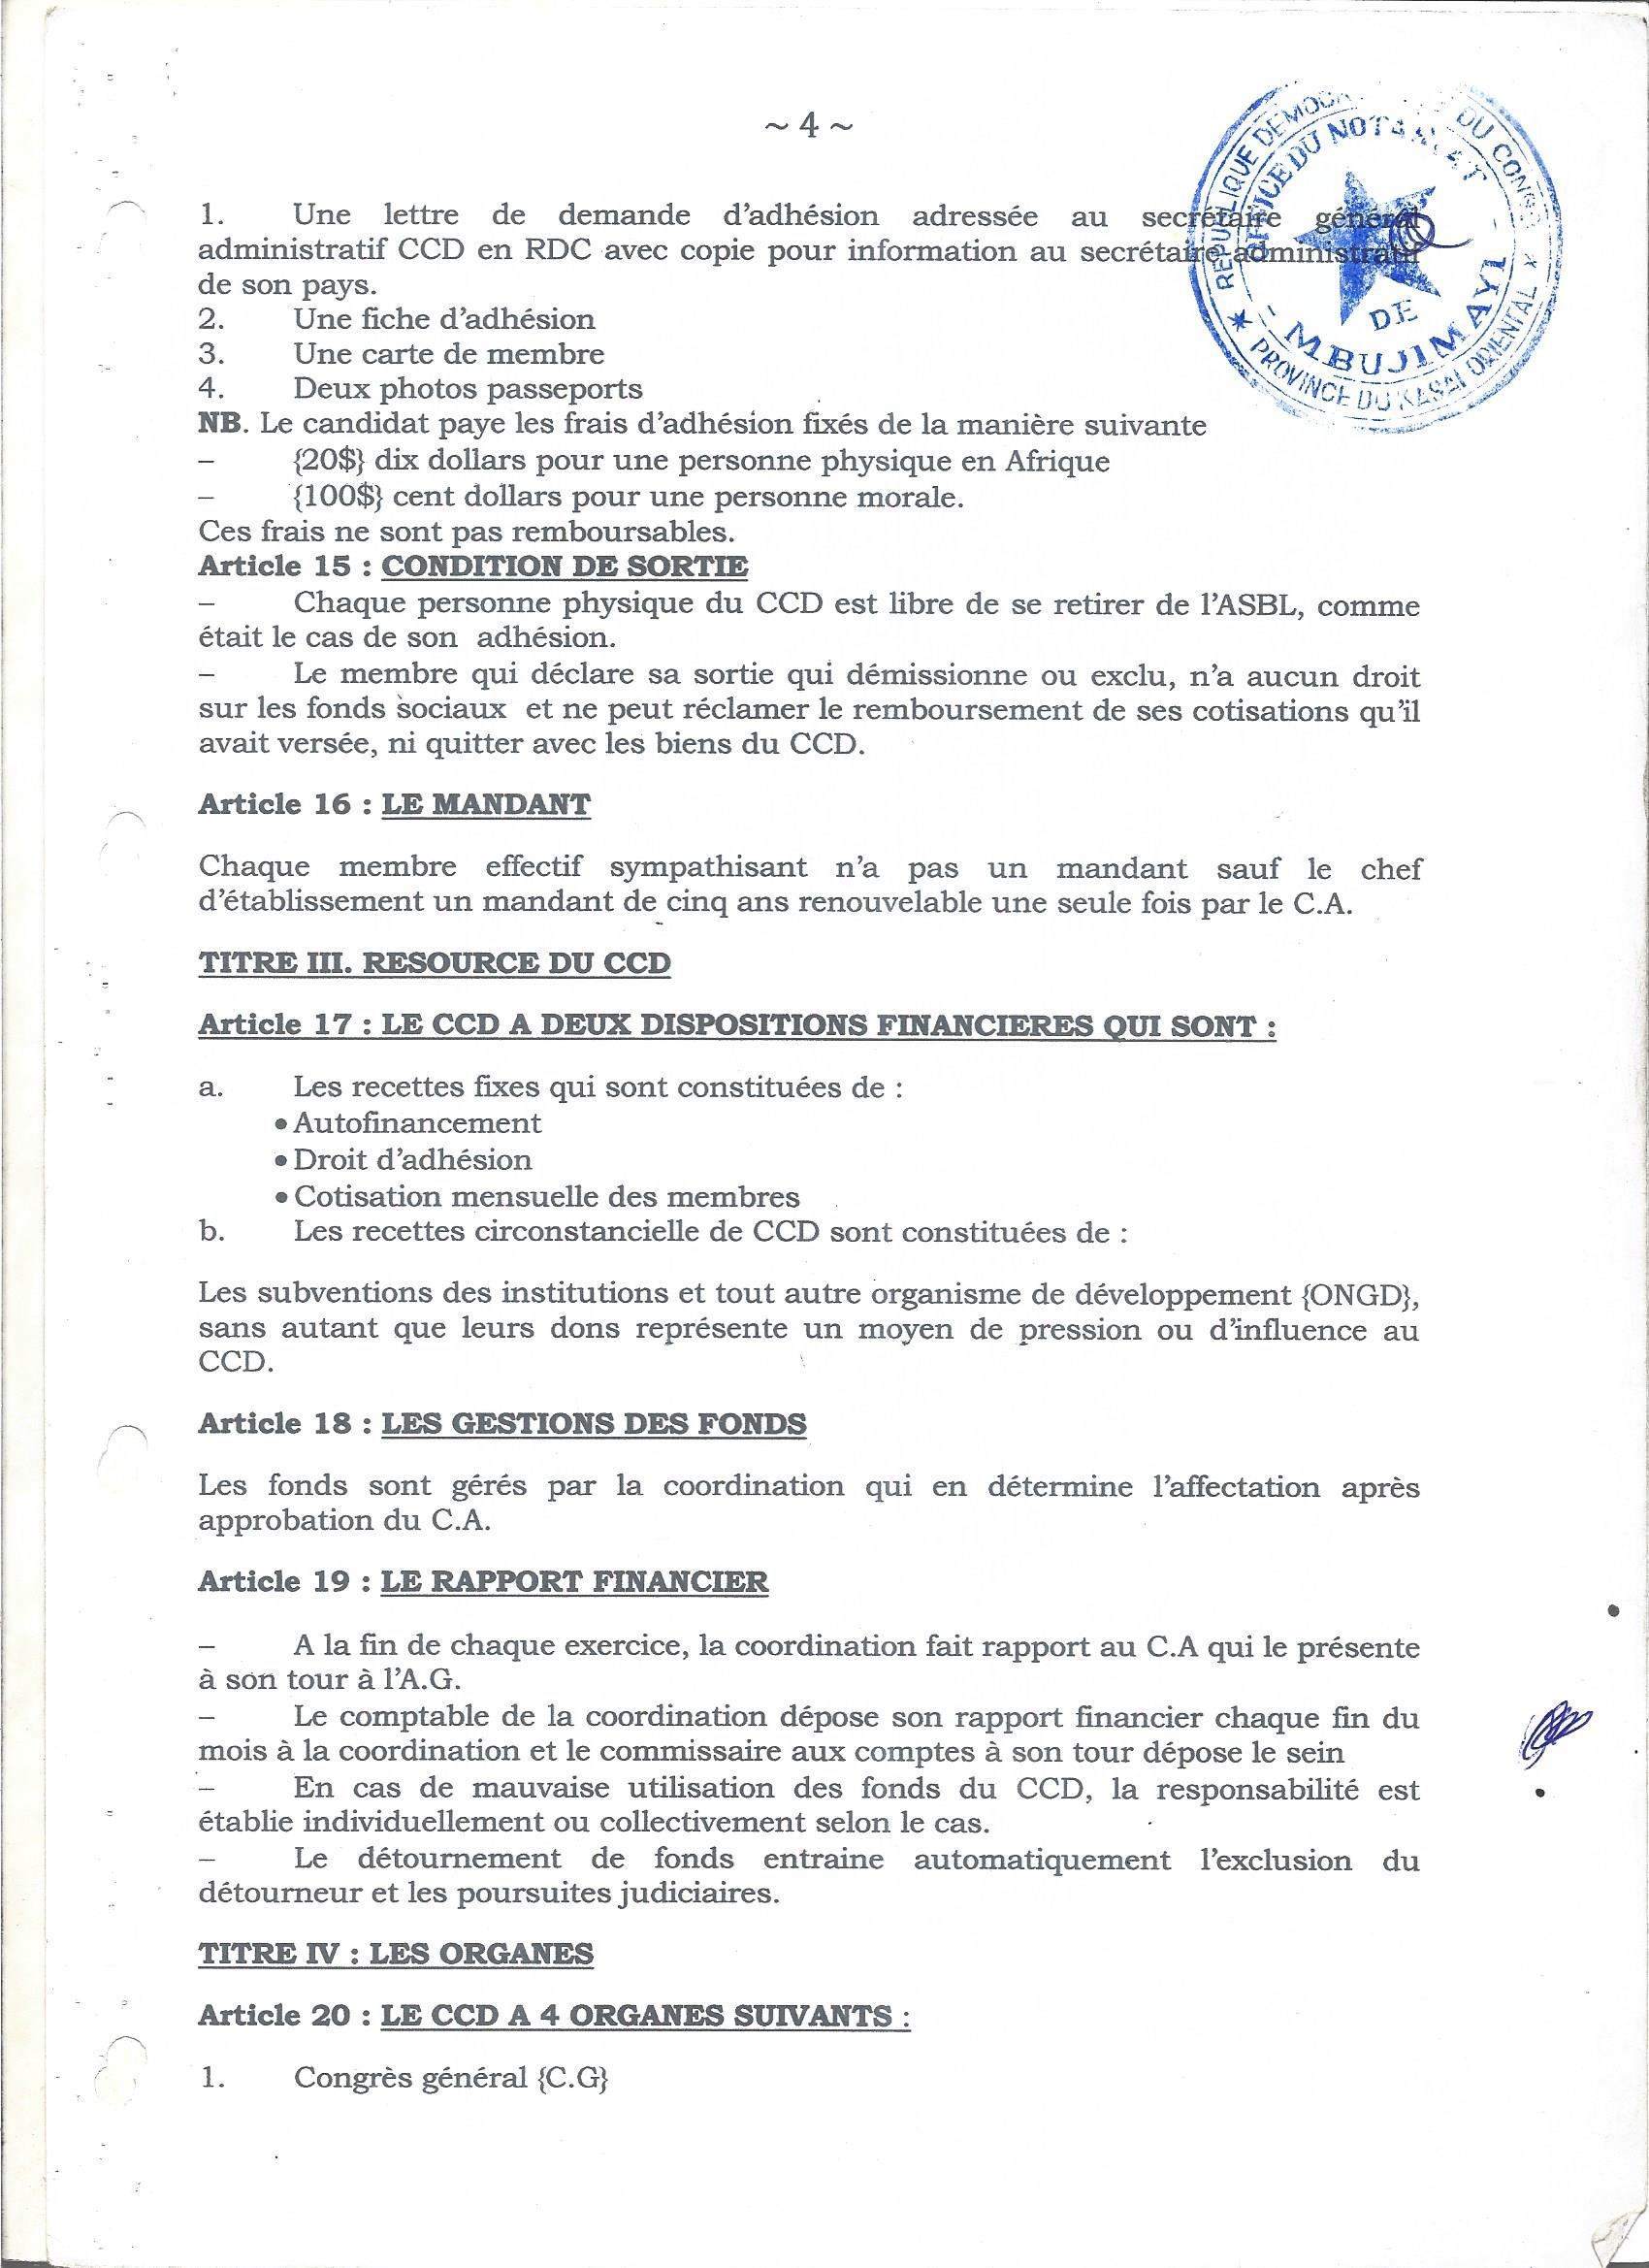 ~ 4 ~
REPUBLIQUE DEMOCRATIQUE DU CONGO
OFFICE DU NOTARIAT
DE
MBUJIMAYI
PROVINCE DU KASAI ORIENTAL
1. Une lettre de demande d’adhésion adressée au secrétaire général
administratif CCD en RDC avec copie pour information au secrétaire administratif
de son pays.
2. Une fiche d’adhésion
3. Une carte de membre
4. Deux photos passeports
NB. Le candidat paye les frais d’adhésion fixés de la manière suivante
– {20$} dix dollars pour une personne physique en Afrique
– {100$} cent dollars pour une personne morale.
Ces frais ne sont pas remboursables.
Article 15 : CONDITION DE SORTIE
– Chaque personne physique du CCD est libre de se retirer de l’ASBL, comme
était le cas de son adhésion.
– Le membre qui déclare sa sortie qui démissionne ou exclu, n’a aucun droit
sur les fonds sociaux et ne peut réclamer le remboursement de ses cotisations qu’il
avait versée, ni quitter avec les biens du CCD.
Article 16 : LE MANDANT
Chaque membre effectif sympathisant n’a pas un mandant sauf le chef
d’établissement un mandant de cinq ans renouvelable une seule fois par le C.A.
TITRE III. RESOURCE DU CCD
Article 17 : LE CCD A DEUX DISPOSITIONS FINANCIERES QUI SONT :
a. Les recettes fixes qui sont constituées de :
• Autofinancement
• Droit d’adhésion
• Cotisation mensuelle des membres
b. Les recettes circonstancielle de CCD sont constituées de :
Les subventions des institutions et tout autre organisme de développement {ONGD},
sans autant que leurs dons représente un moyen de pression ou d’influence au
CCD.
Article 18 : LES GESTIONS DES FONDS
Les fonds sont gérés par la coordination qui en détermine l’affectation après
approbation du C.A.
Article 19 : LE RAPPORT FINANCIER
– A la fin de chaque exercice, la coordination fait rapport au C.A qui le présente
à son tour à l’A.G.
– Le comptable de la coordination dépose son rapport financier chaque fin du
mois à la coordination et le commissaire aux comptes à son tour dépose le sein
– En cas de mauvaise utilisation des fonds du CCD, la responsabilité est
établie individuellement ou collectivement selon le cas.
– Le détournement de fonds entraine automatiquement l’exclusion du
détourneur et les poursuites judiciaires.
TITRE IV : LES ORGANES
Article 20 : LE CCD A 4 ORGANES SUIVANTS :
1. Congrès général {C.G}